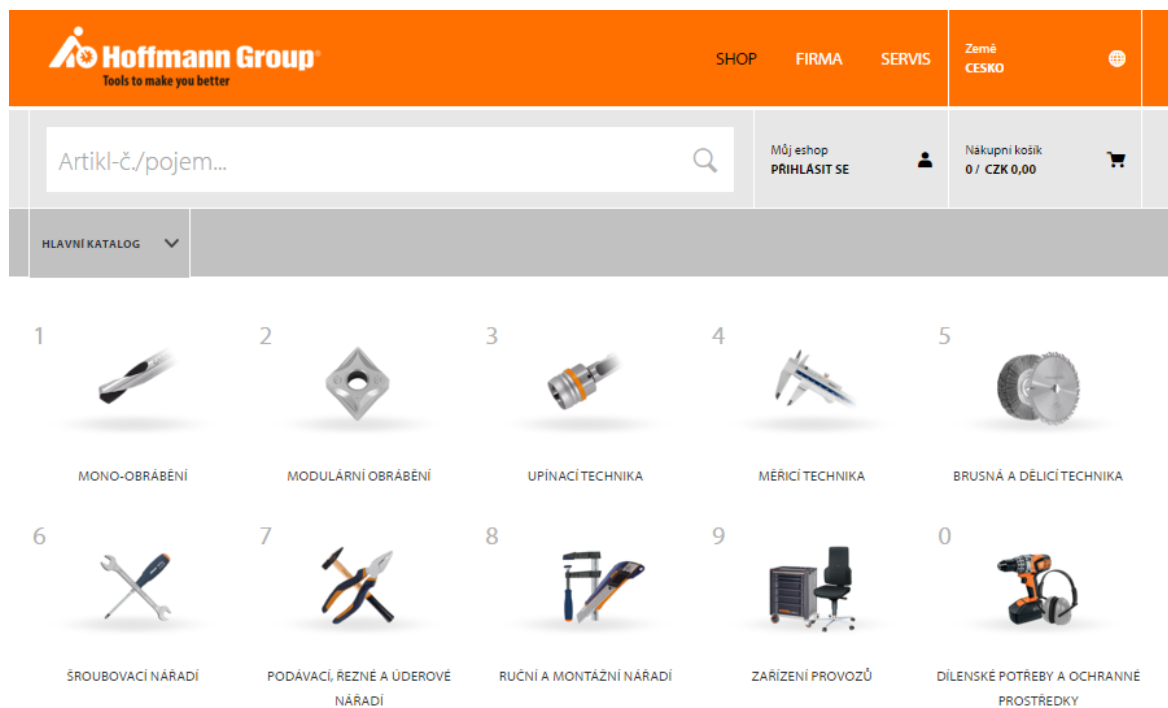 Hoffmann Group®
Tools to make you better
SHOP FIRMA SERVIS
Země
CESKO
Artikl-č./pojem...
Můj eshop
PŘIHLÁSIT SE
Nákupní košík
0 / CZK 0,00
HLAVNÍ KATALOG
1 2 3 4 5
MONO-OBRÁBĚNÍ MODULÁRNÍ OBRÁBĚNÍ UPÍNACÍ TECHNIKA MĚŘICÍ TECHNIKA BRUSNÁ A DĚLICÍ TECHNIKA
6 7 8 9 0
ŠROUBOVACÍ NÁŘADÍ
PODÁVACÍ, ŘEZNÉ A ÚDEROVÉ
NÁŘADÍ
RUČNÍ A MONTÁŽNÍ NÁŘADÍ
ZAŘÍZENÍ PROVOZŮ
DÍLENSKÉ POTŘEBY A OCHRANNÉ
PROSTŘEDKY